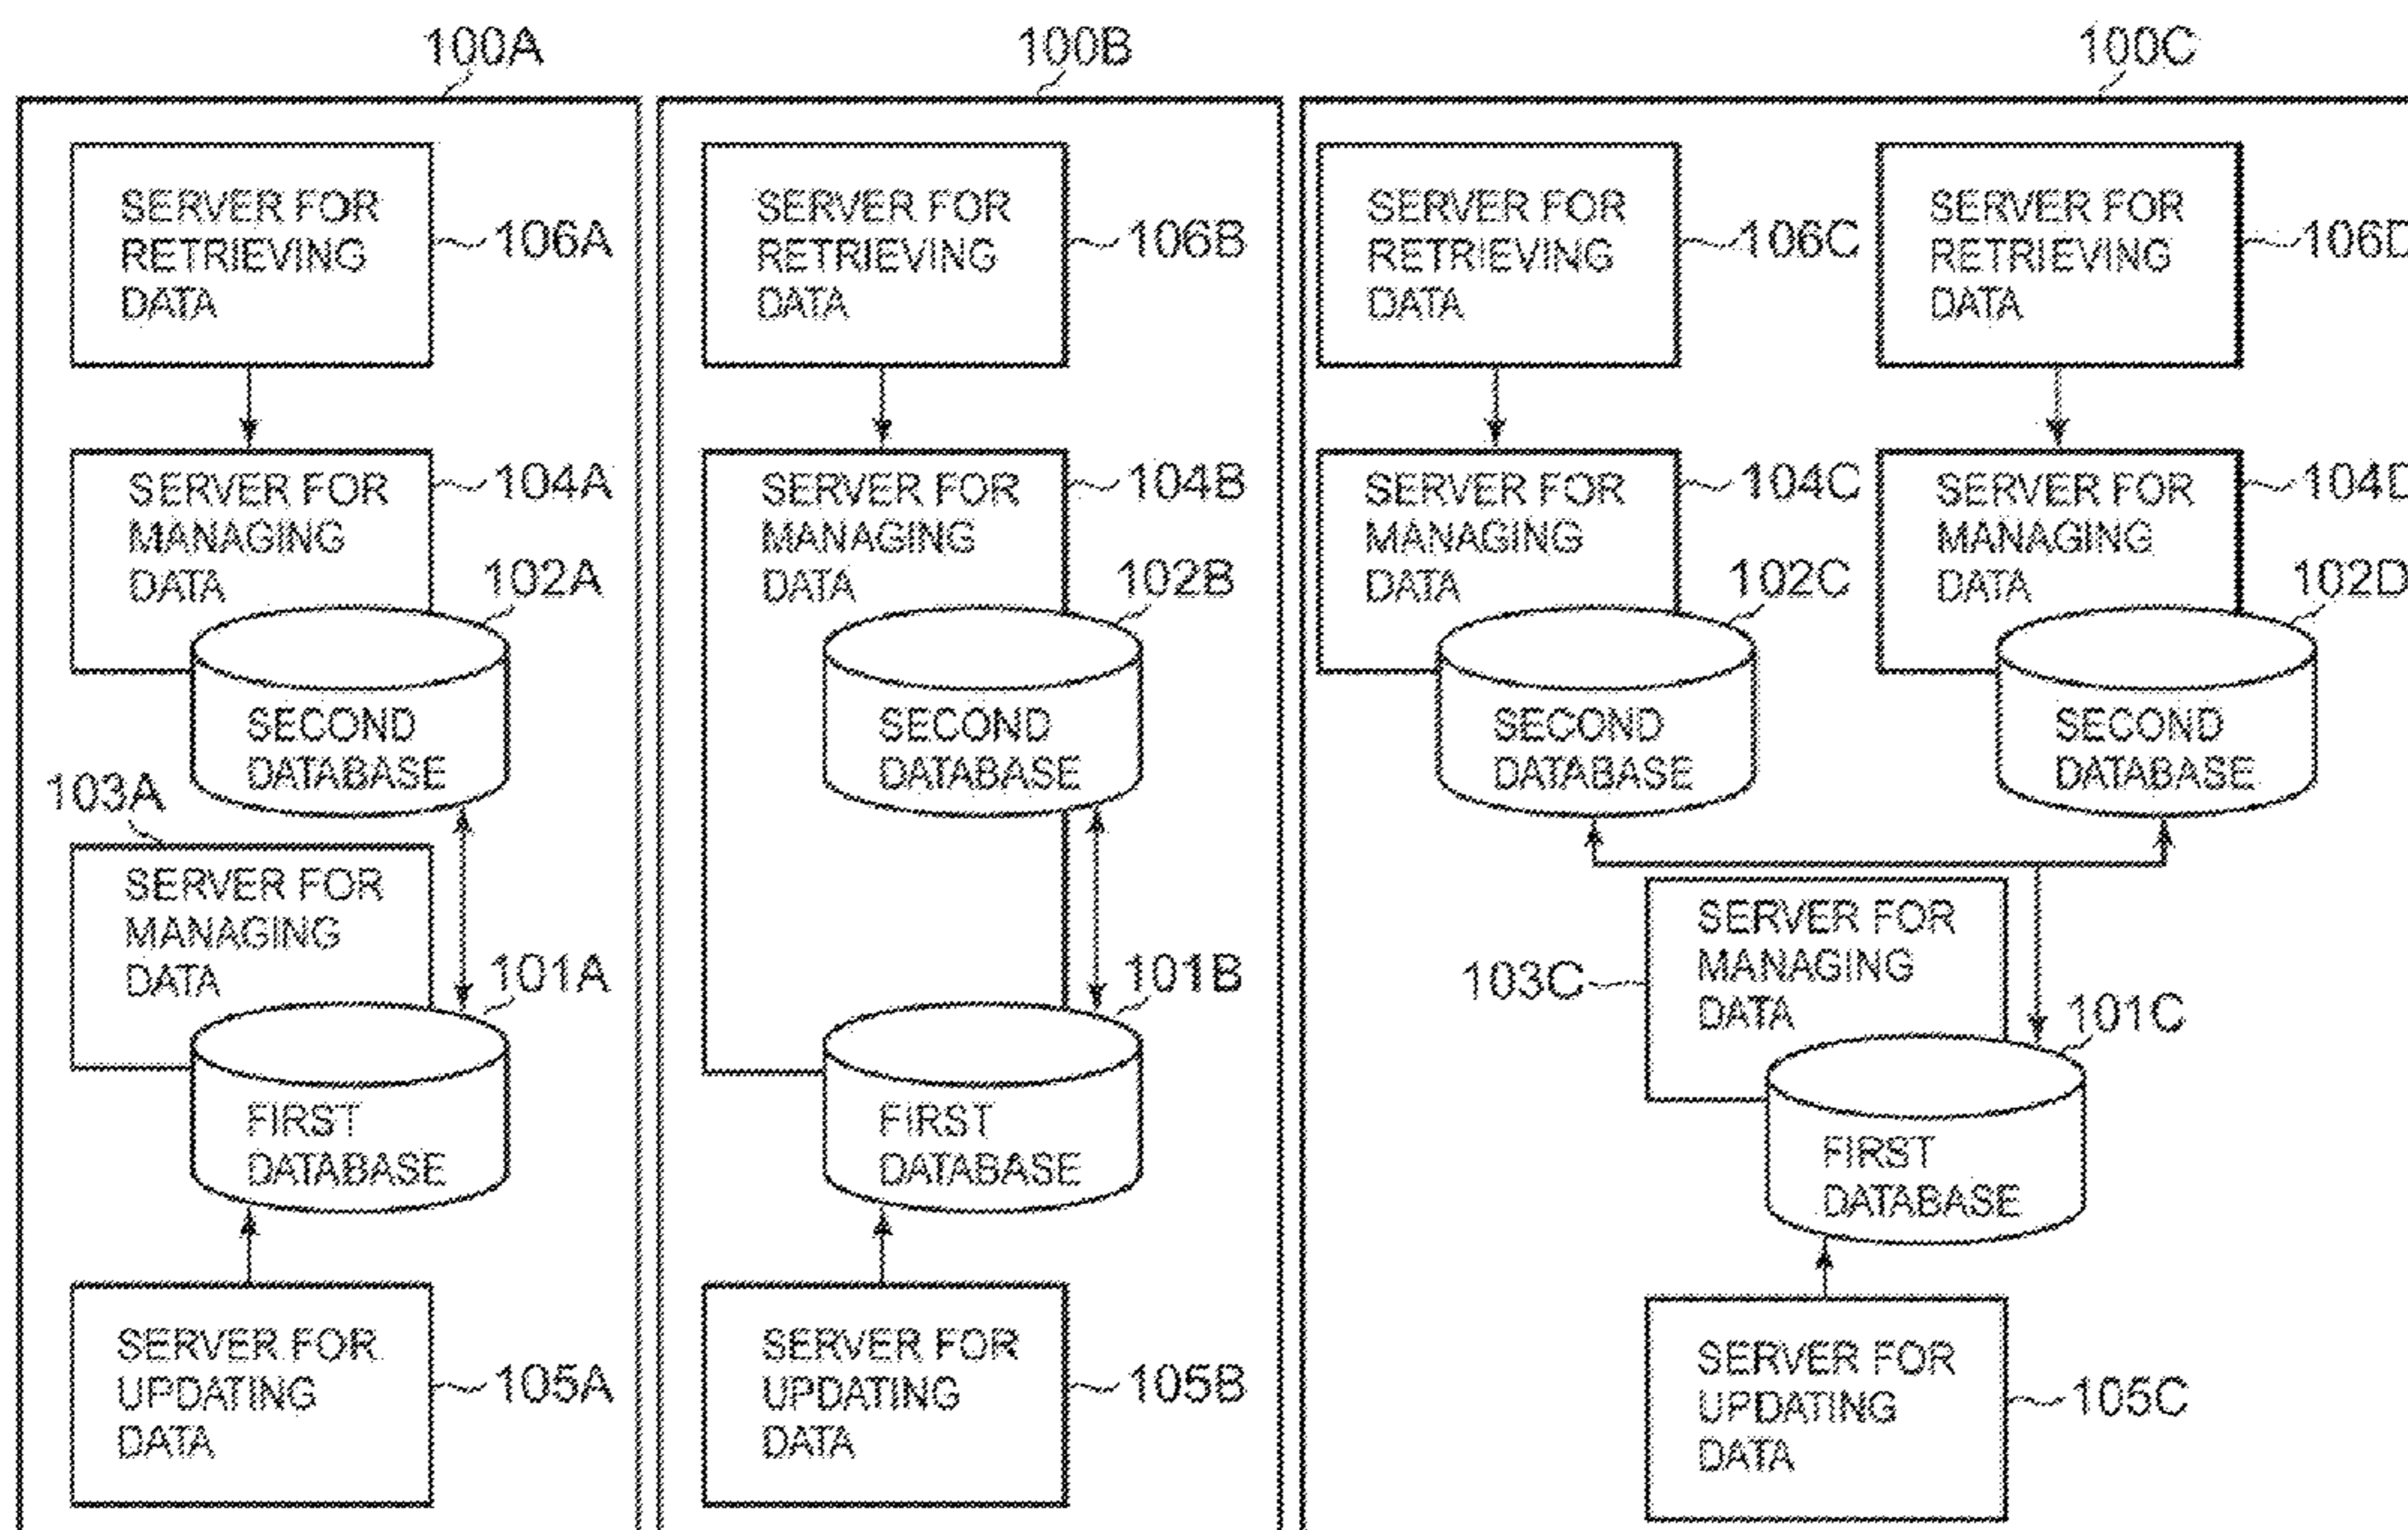 100A
100B
100C
SERVER FOR
RETRIEVING
DATA
106A
SERVER FOR
RETRIEVING
DATA
106B
SERVER FOR
RETRIEVING
DATA
106C
SERVER FOR
RETRIEVING
DATA
106D
SERVER FOR
MANAGING
DATA
104A
102A
SERVER FOR
MANAGING
DATA
104B
102B
SERVER FOR
MANAGING
DATA
104C
102C
SERVER FOR
MANAGING
DATA
104D
102D
SECOND
DATABASE
SECOND
DATABASE
SECOND
DATABASE
SECOND
DATABASE
103A
SERVER FOR
MANAGING
DATA
101A
101B
103C
SERVER FOR
MANAGING
DATA
101C
FIRST
DATABASE
FIRST
DATABASE
FIRST
DATABASE
SERVER FOR
UPDATING
DATA
105A
SERVER FOR
UPDATING
DATA
105B
SERVER FOR
UPDATING
DATA
105C